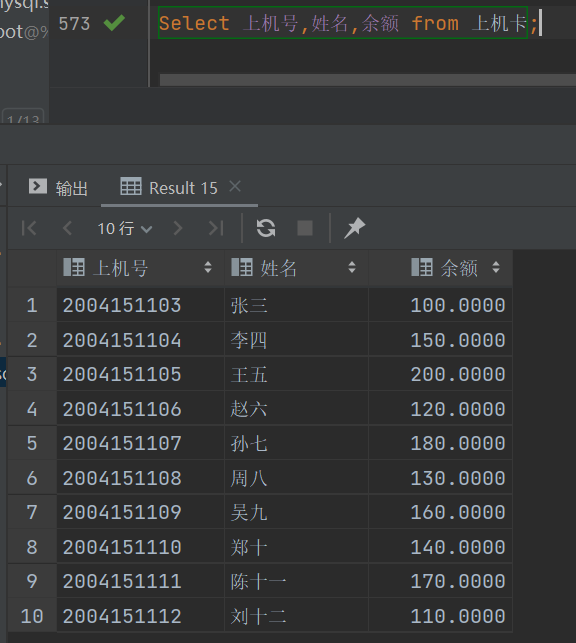 ysql.s
oot@%
573 Select 上机号,姓名,余额 from 上机卡;
1/13
输出 Result 15
10 行
上机号 姓名 余额
1 2004151103 张三 100.0000
2 2004151104 李四 150.0000
3 2004151105 王五 200.0000
4 2004151106 赵六 120.0000
5 2004151107 孙七 180.0000
6 2004151108 周八 130.0000
7 2004151109 吴九 160.0000
8 2004151110 郑十 140.0000
9 2004151111 陈十一 170.0000
10 2004151112 刘十二 110.0000